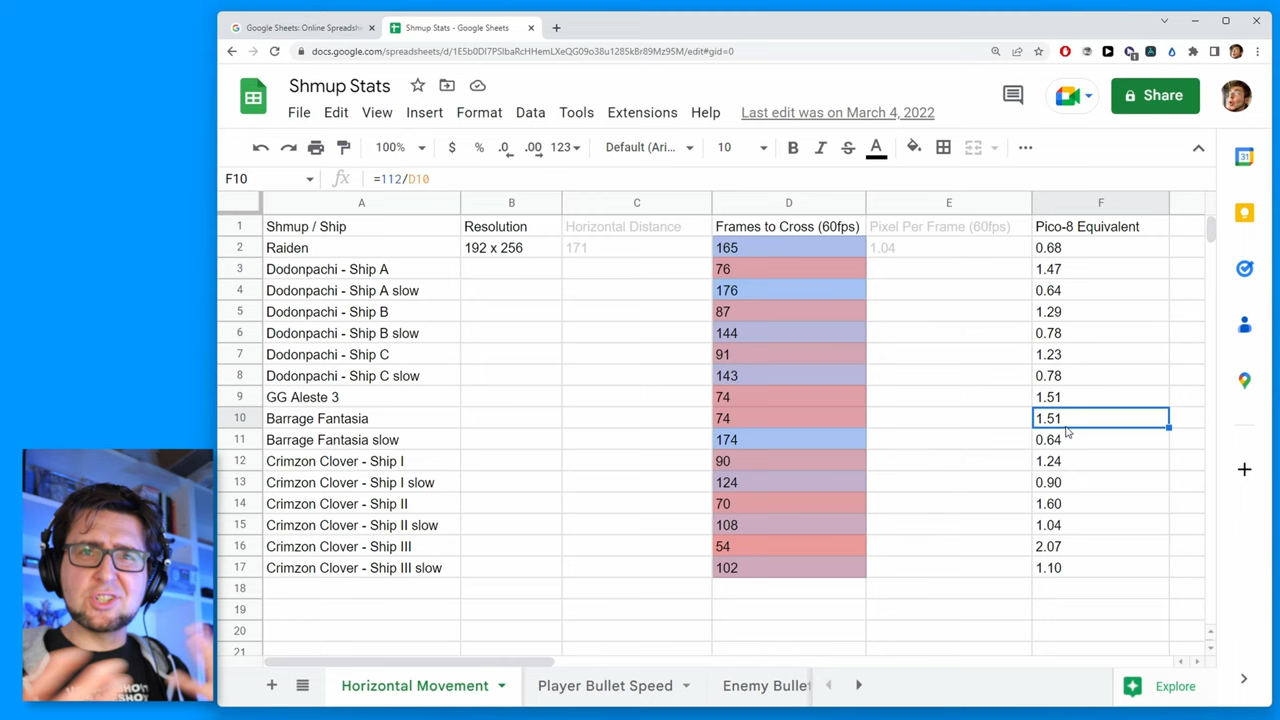 Google Sheets: Online Spreadshe
Shmup Stats - Google Sheets
docs.google.com/spreadsheets/d/1E5b0Dl7PSlbaRcHHemLXeQG09o38u1285kBr89Mz95M/edit#gid=0
Shmup Stats
Share
File Edit View Insert Format Data Tools Extensions Help Last edit was on March 4, 2022
100% $ % .0 .00 123 Default (Ari... 10 B I S A
F10 fx =112/D10
A B C D E F
1 Shmup / Ship Resolution Horizontal Distance Frames to Cross (60fps) Pixel Per Frame (60fps) Pico-8 Equivalent
2 Raiden 192 x 256 171 165 1.04 0.68
3 Dodonpachi - Ship A 76 1.47
4 Dodonpachi - Ship A slow 176 0.64
5 Dodonpachi - Ship B 87 1.29
6 Dodonpachi - Ship B slow 144 0.78
7 Dodonpachi - Ship C 91 1.23
8 Dodonpachi - Ship C slow 143 0.78
9 GG Aleste 3 74 1.51
10 Barrage Fantasia 74 1.51
11 Barrage Fantasia slow 174 0.64
12 Crimzon Clover - Ship I 90 1.24
13 Crimzon Clover - Ship I slow 124 0.90
14 Crimzon Clover - Ship II 70 1.60
15 Crimzon Clover - Ship II slow 108 1.04
16 Crimzon Clover - Ship III 54 2.07
17 Crimzon Clover - Ship III slow 102 1.10
18
19
20
21
Horizontal Movement Player Bullet Speed Enemy Bullet Explore